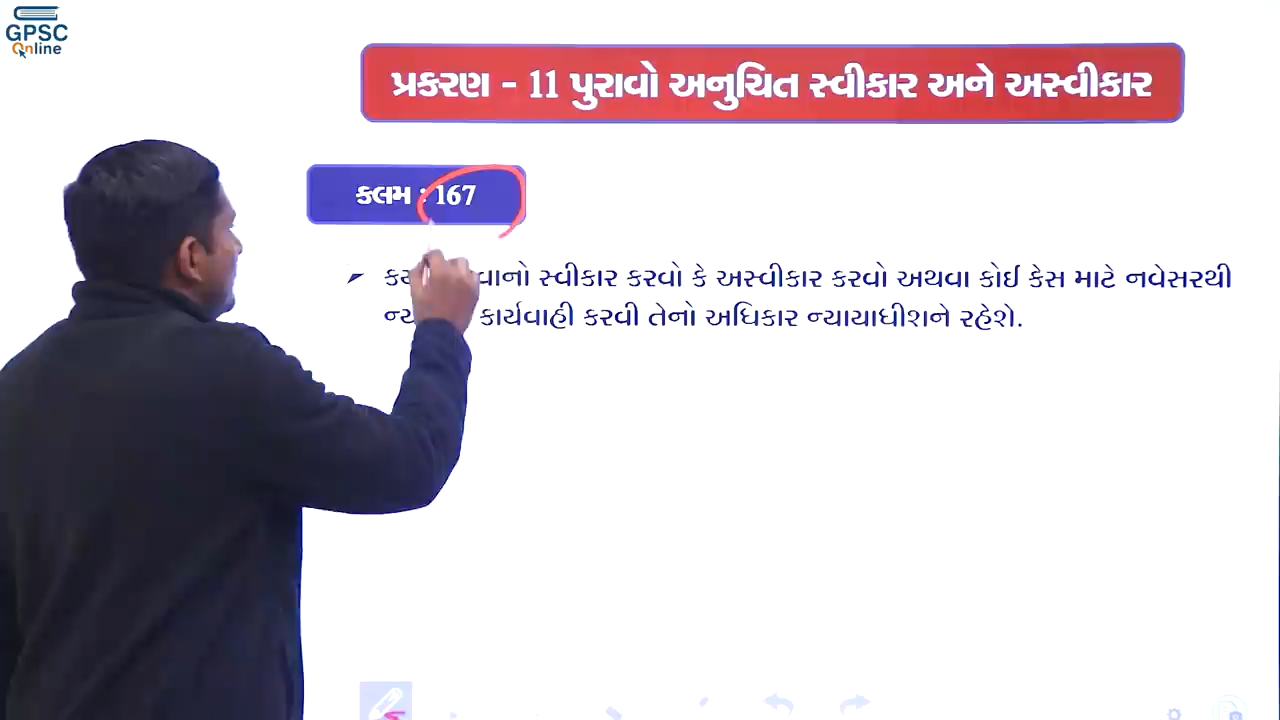 GPSC
Online
પ્રકરણ - 11 પુરાવો અનુચિત સ્વીકાર અને અસ્વીકાર
કલમ : 167
સ્વીકાર કરવો કે અસ્વીકાર કરવો અથવા કોઈ કેસ માટે નવેસરથી
કાર્યવાહી કરવી તેનો અધિકાર ન્યાયાધીશને રહેશે.